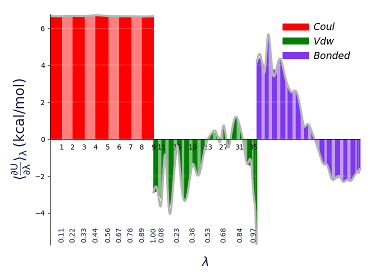 Coul
Vdw
Bonded
6
4
2
0
−2
−4
⟨∂U/∂λ⟩λ (kcal/mol)
1 2 3 4 5 6 7 8 9 11 19 23 27 31 35
0.11 0.22 0.33 0.44 0.56 0.67 0.78 0.89 1.00 0.08 0.23 0.38 0.53 0.68 0.84 0.97
λ